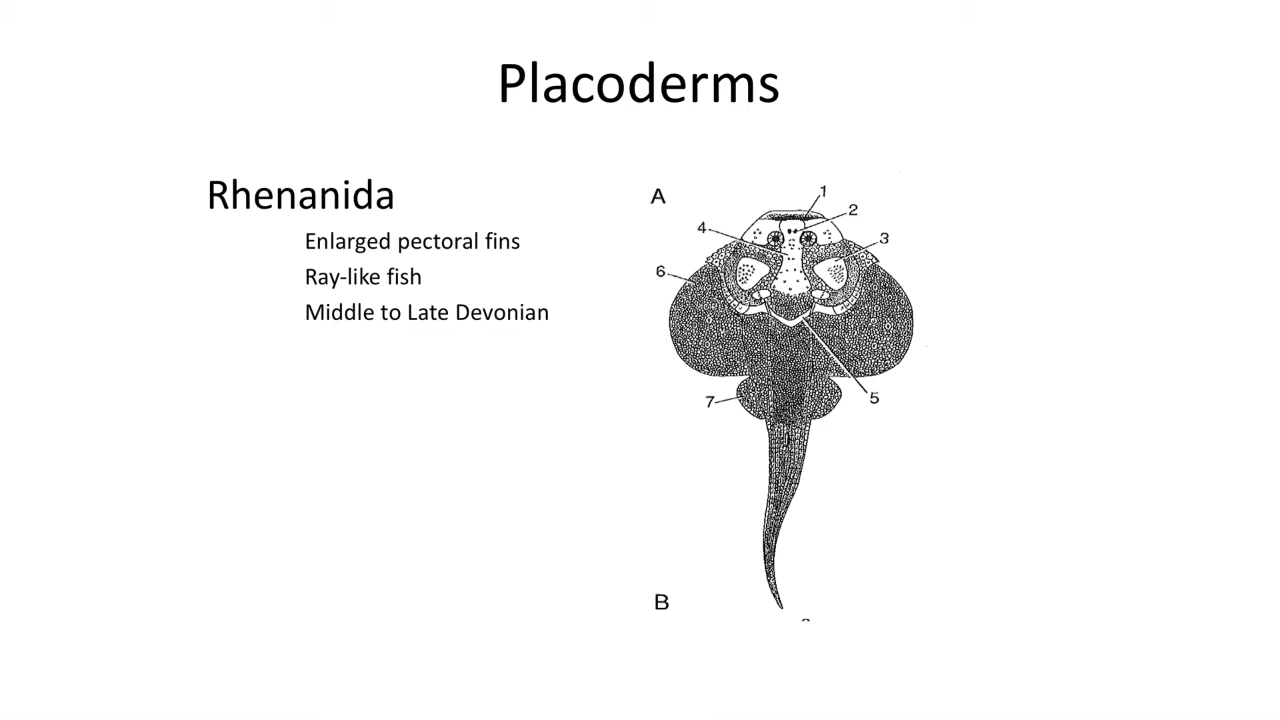 Placoderms
Rhenanida
Enlarged pectoral fins
Ray-like fish
Middle to Late Devonian
A
1
2
4
3
6
5
7
B